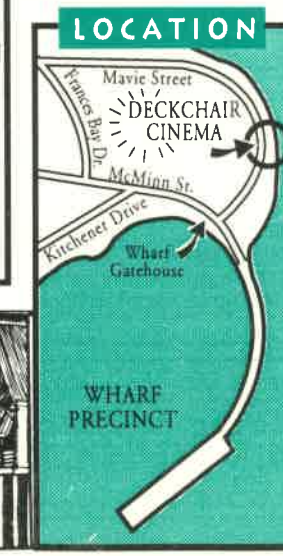 LOCATION
Mavie Street
Frances Bay Dr.
DECKCHAIR
CINEMA
McMinn St.
Kitchener Drive
Wharf
Gatehouse
WHARF
PRECINCT